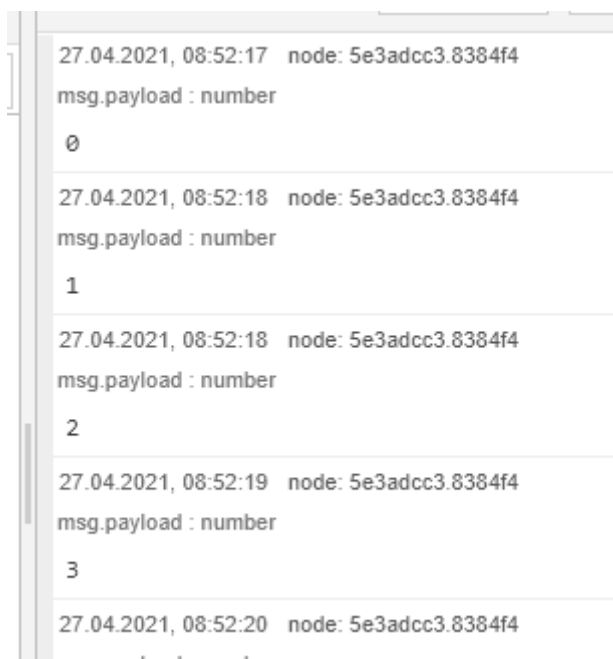 27.04.2021, 08:52:17 node: 5e3adcc3.8384f4
msg.payload : number
0
27.04.2021, 08:52:18 node: 5e3adcc3.8384f4
msg.payload : number
1
27.04.2021, 08:52:18 node: 5e3adcc3.8384f4
msg.payload : number
2
27.04.2021, 08:52:19 node: 5e3adcc3.8384f4
msg.payload : number
3
27.04.2021, 08:52:20 node: 5e3adcc3.8384f4